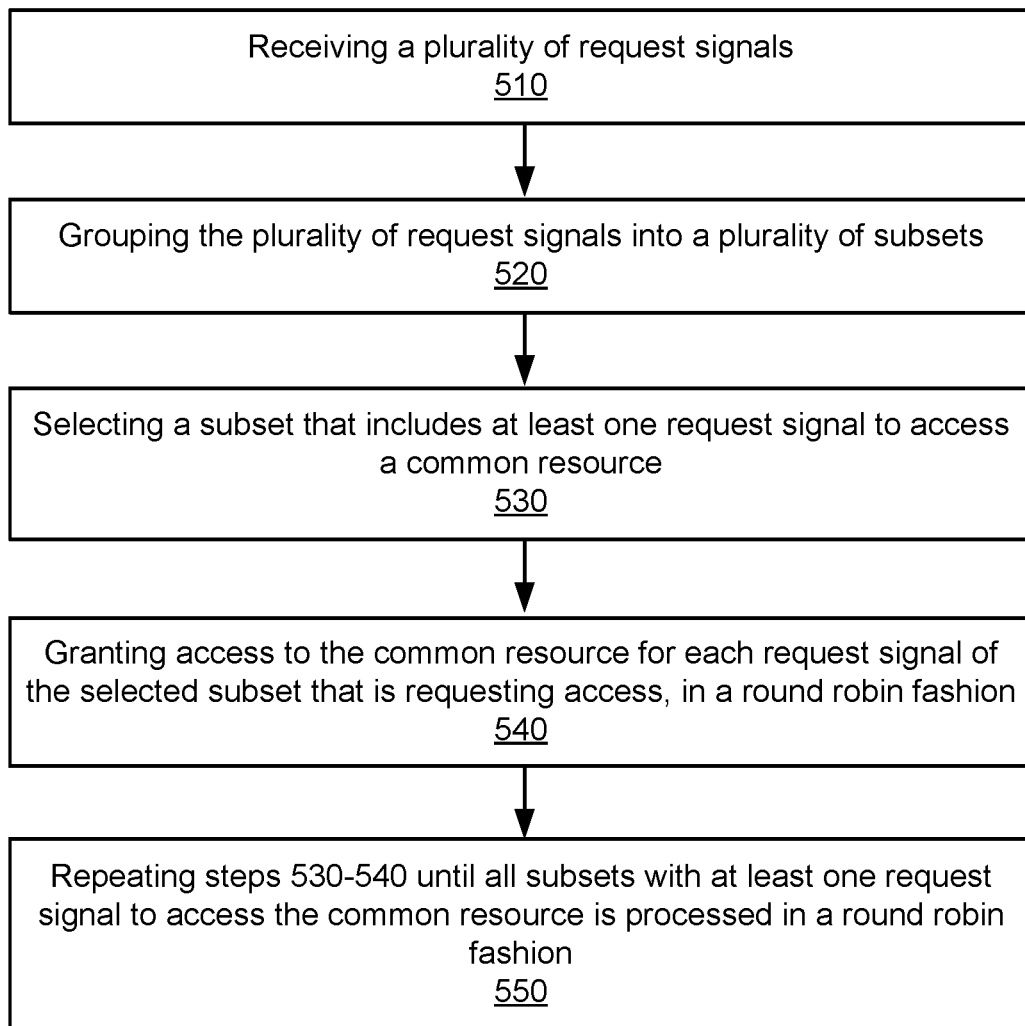 Receiving a plurality of request signals
510
Grouping the plurality of request signals into a plurality of subsets
520
Selecting a subset that includes at least one request signal to access
a common resource
530
Granting access to the common resource for each request signal of
the selected subset that is requesting access, in a round robin fashion
540
Repeating steps 530-540 until all subsets with at least one request
signal to access the common resource is processed in a round robin
fashion
550